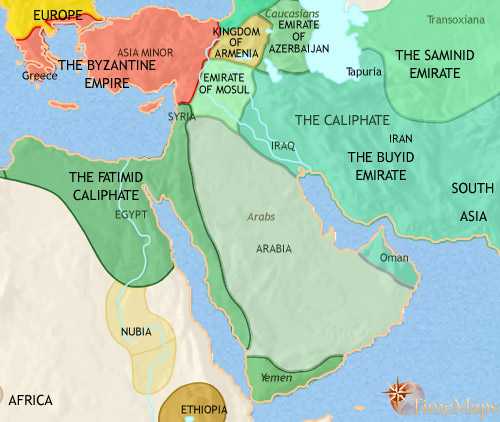 EUROPE
Caucasians
Transoxiana
KINGDOM
OF
ARMENIA
EMIRATE
OF
AZERBAIJAN
ASIA MINOR
THE BYZANTINE
EMPIRE
Greece
THE SAMINID
EMIRATE
Tapuria
EMIRATE
OF MOSUL
SYRIA
THE CALIPHATE
IRAQ
IRAN
THE BUYID
EMIRATE
THE FATIMID
CALIPHATE
SOUTH
ASIA
EGYPT
Arabs
ARABIA
Oman
NUBIA
Yemen
AFRICA
ETHIOPIA
TimeMaps